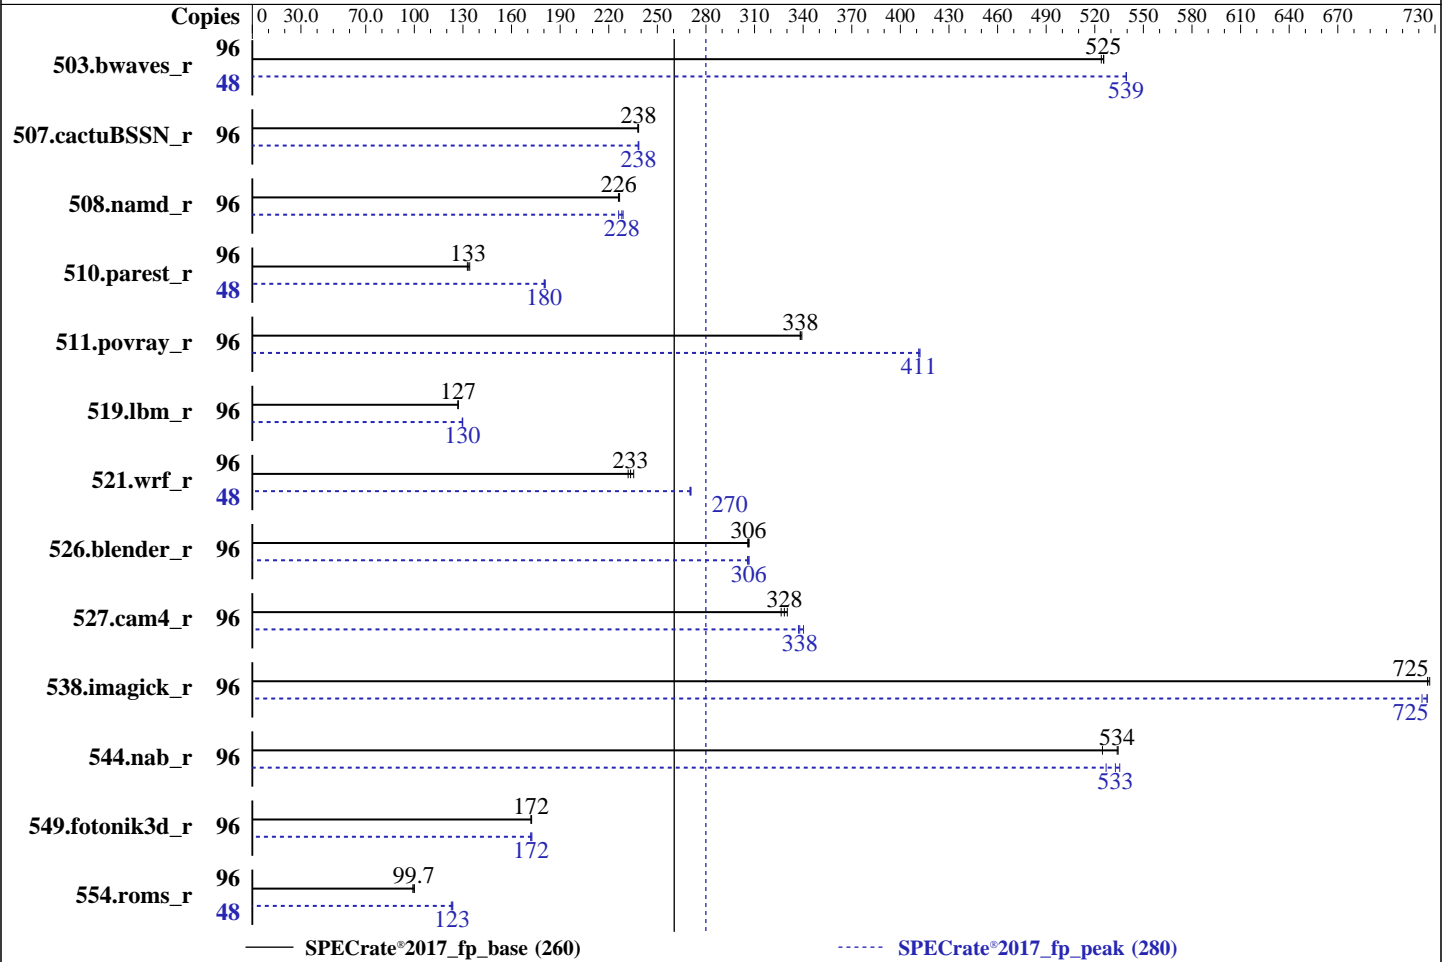 Copies 0 30.0 70.0 100 130 160 190 220 250 280 310 340 370 400 430 460 490 520 550 580 610 640 670 730
503.bwaves_r 96 525
48 539
507.cactuBSSN_r 96 238
238
508.namd_r 96 226
228
510.parest_r 96 133
48 180
511.povray_r 96 338
411
519.lbm_r 96 127
130
521.wrf_r 96 233
48 270
526.blender_r 96 306
306
527.cam4_r 96 328
338
538.imagick_r 96 725
725
544.nab_r 96 534
533
549.fotonik3d_r 96 172
172
554.roms_r 96 99.7
48 123
SPECrate®2017_fp_base (260) SPECrate®2017_fp_peak (280)